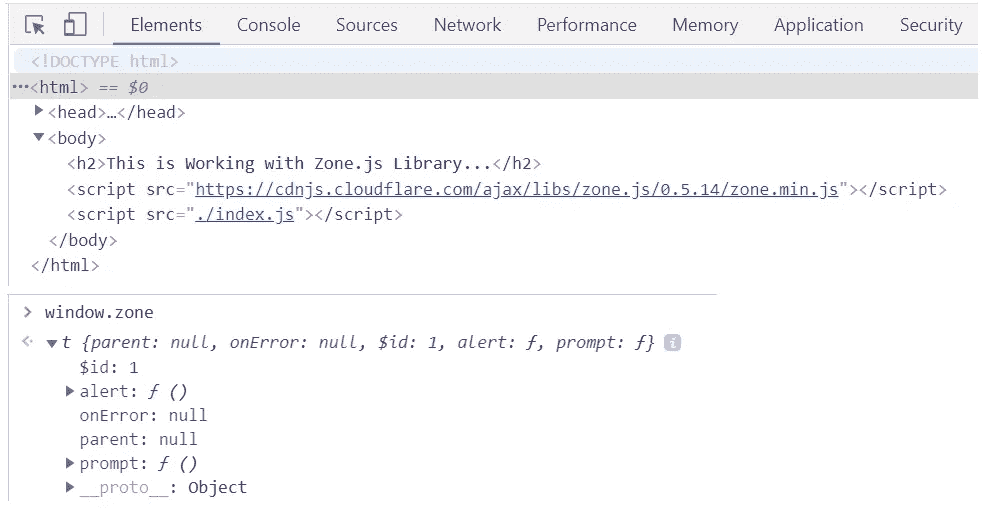 Elements Console Sources Network Performance Memory Application Security
<!DOCTYPE html>
···<html> == $0
▶<head>…</head>
▼<body>
<h2>This is Working with Zone.js Library...</h2>
<script src="https://cdnjs.cloudflare.com/ajax/libs/zone.js/0.5.14/zone.min.js"></script>
<script src="./index.js"></script>
</body>
</html>
> window.zone
▼t {parent: null, onError: null, $id: 1, alert: ƒ, prompt: ƒ} i
$id: 1
▶alert: ƒ ()
onError: null
parent: null
▶prompt: ƒ ()
▶__proto__: Object